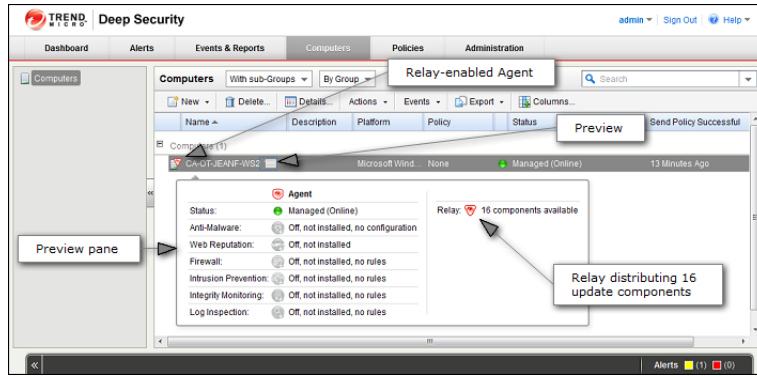 TREND MICRO Deep Security
admin Sign Out Help
Dashboard Alerts Events & Reports Computers Policies Administration
Computers
Computers With sub-Groups By Group Search
Relay-enabled Agent
New Delete... Details... Actions Events Export Columns...
Name Description Platform Policy Status Send Policy Successful
Preview
Computers (1)
CA-OT-JEANF-WS2 Microsoft Wind... None Managed (Online) 13 Minutes Ago
Agent
Status: Managed (Online)
Relay: 16 components available
Anti-Malware: Off, not installed, no configuration
Web Reputation: Off, not installed
Firewall: Off, not installed, no rules
Intrusion Prevention: Off, not installed, no rules
Integrity Monitoring: Off, not installed, no rules
Log Inspection: Off, not installed, no rules
Preview pane
Relay distributing 16
update components
Alerts (1) (0)